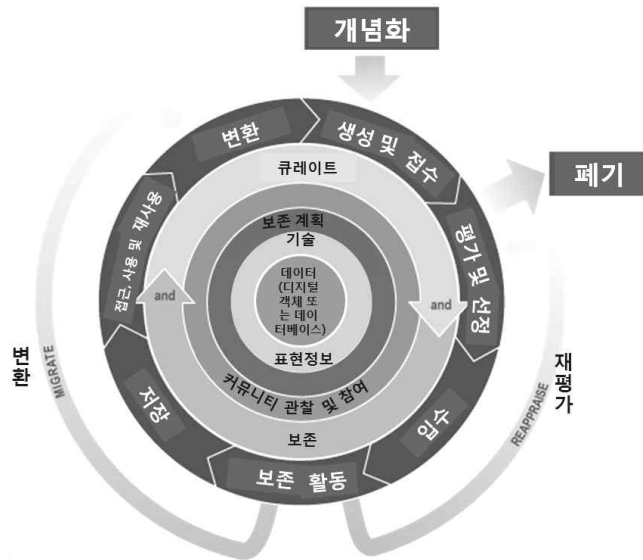 개념화
생성 및 접수
폐기
평가 및 선정
입수
보존 활동
저장
접근, 사용 및 재사용
변환
큐레이트
and
보존
and
보존 계획
커뮤니티 관찰 및 참여
기술
표현정보
데이터
(디지털
객체 또
는 데이
터베이스)
변환
MIGRATE
재평가
REAPPRAISE